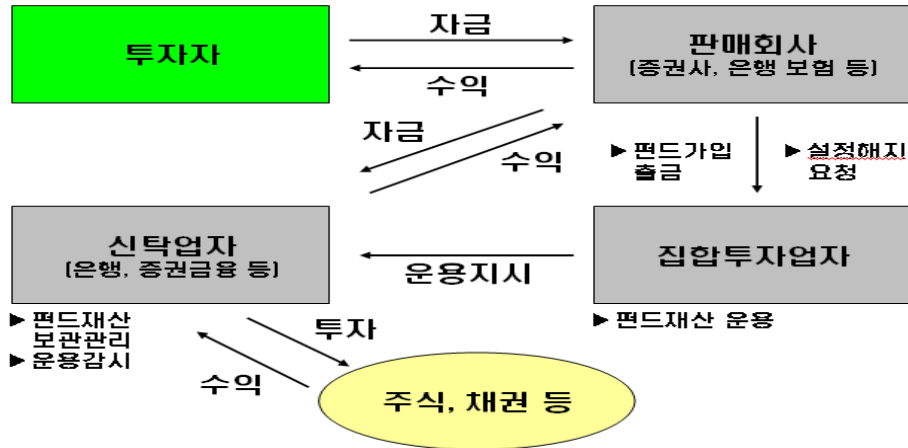 투자자
자금
수익
판매회사
(증권사, 은행 보험 등)
자금
수익
► 펀드가입
출금
► 설정해지
요청
신탁업자
(은행, 증권금융 등)
운용지시
집합투자업자
► 펀드재산
보관관리
► 운용감시
► 펀드재산 운용
투자
수익
주식, 채권 등